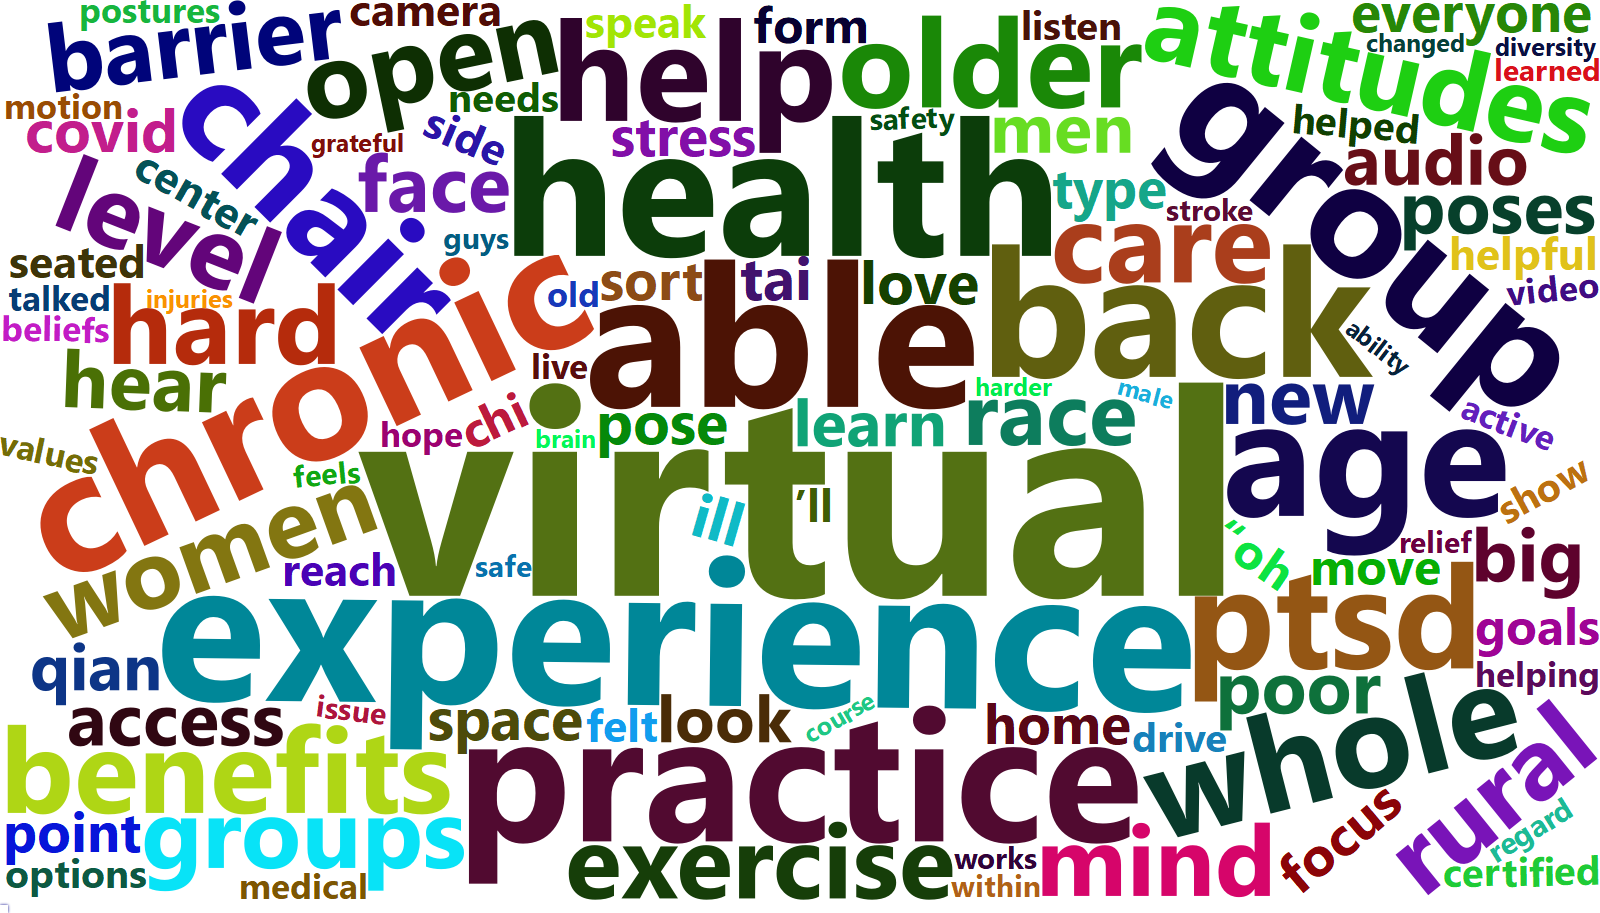 postures
barrier
camera
open
speak
help
form
older
listen
attitudes
everyone
changed
diversity
learned
motion
covid
chair
needs
grateful
side
stress
health
safety
men
group
helped
audio
level
center
face
guys
type
stroke
care
poses
helpful
video
seated
talked
injuries
beliefs
hard
chronic
old
sort
tai
love
able
back
ability
hear
live
harder
male
new
active
values
hope
chi
brain
pose
learn
race
age
show
feels
women
virtual
ill
’ll
“oh
relief
big
reach
safe
move
experience
ptsd
goals
qian
poor
helping
access
issue
space
felt
look
course
home
drive
whole
rural
benefits
practice
point
groups
focus
regard
options
medical
exercise
works
within
mind
certified